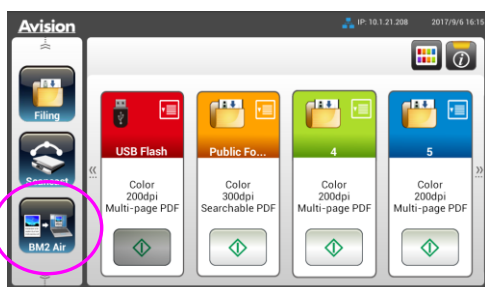 Avision
IP: 10.1.21.208
2017/9/6 16:15
Filing
Scancast
BM2 Air
USB Flash
Color
200dpi
Multi-page PDF
Public Fo...
Color
300dpi
Searchable PDF
4
Color
200dpi
Multi-page PDF
5
Color
200dpi
Multi-page PDF